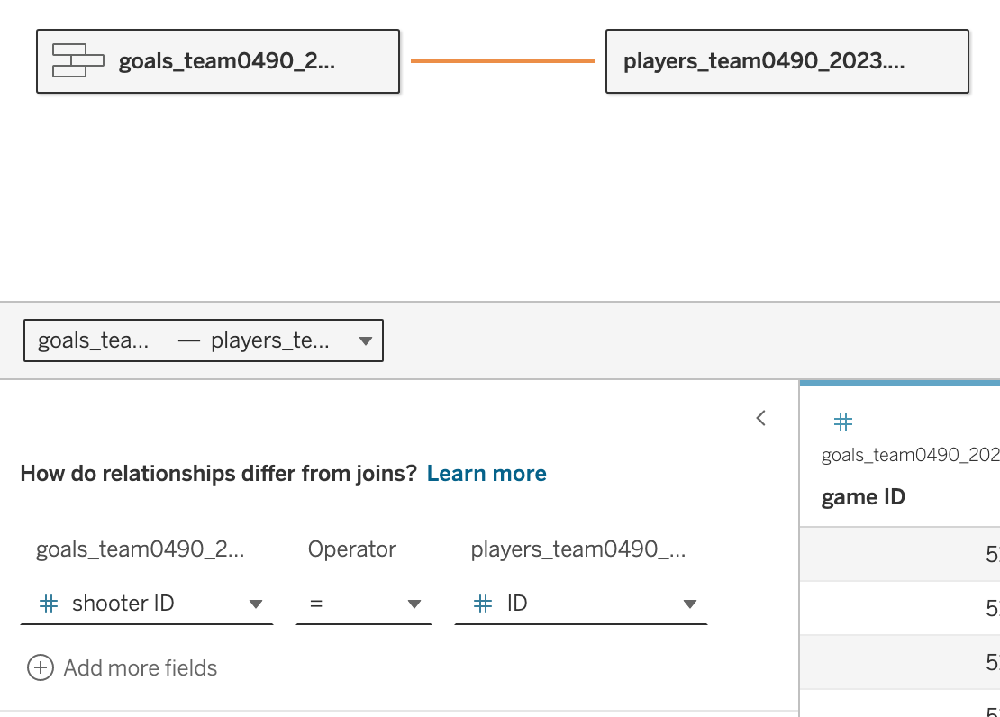 goals_team0490_2...
players_team0490_2023....
goals_tea... — players_te...
How do relationships differ from joins? Learn more
goals_team0490_2... Operator players_team0490_...
# shooter ID = # ID
Add more fields
#
goals_team0490_202
game ID
5
5
5
5